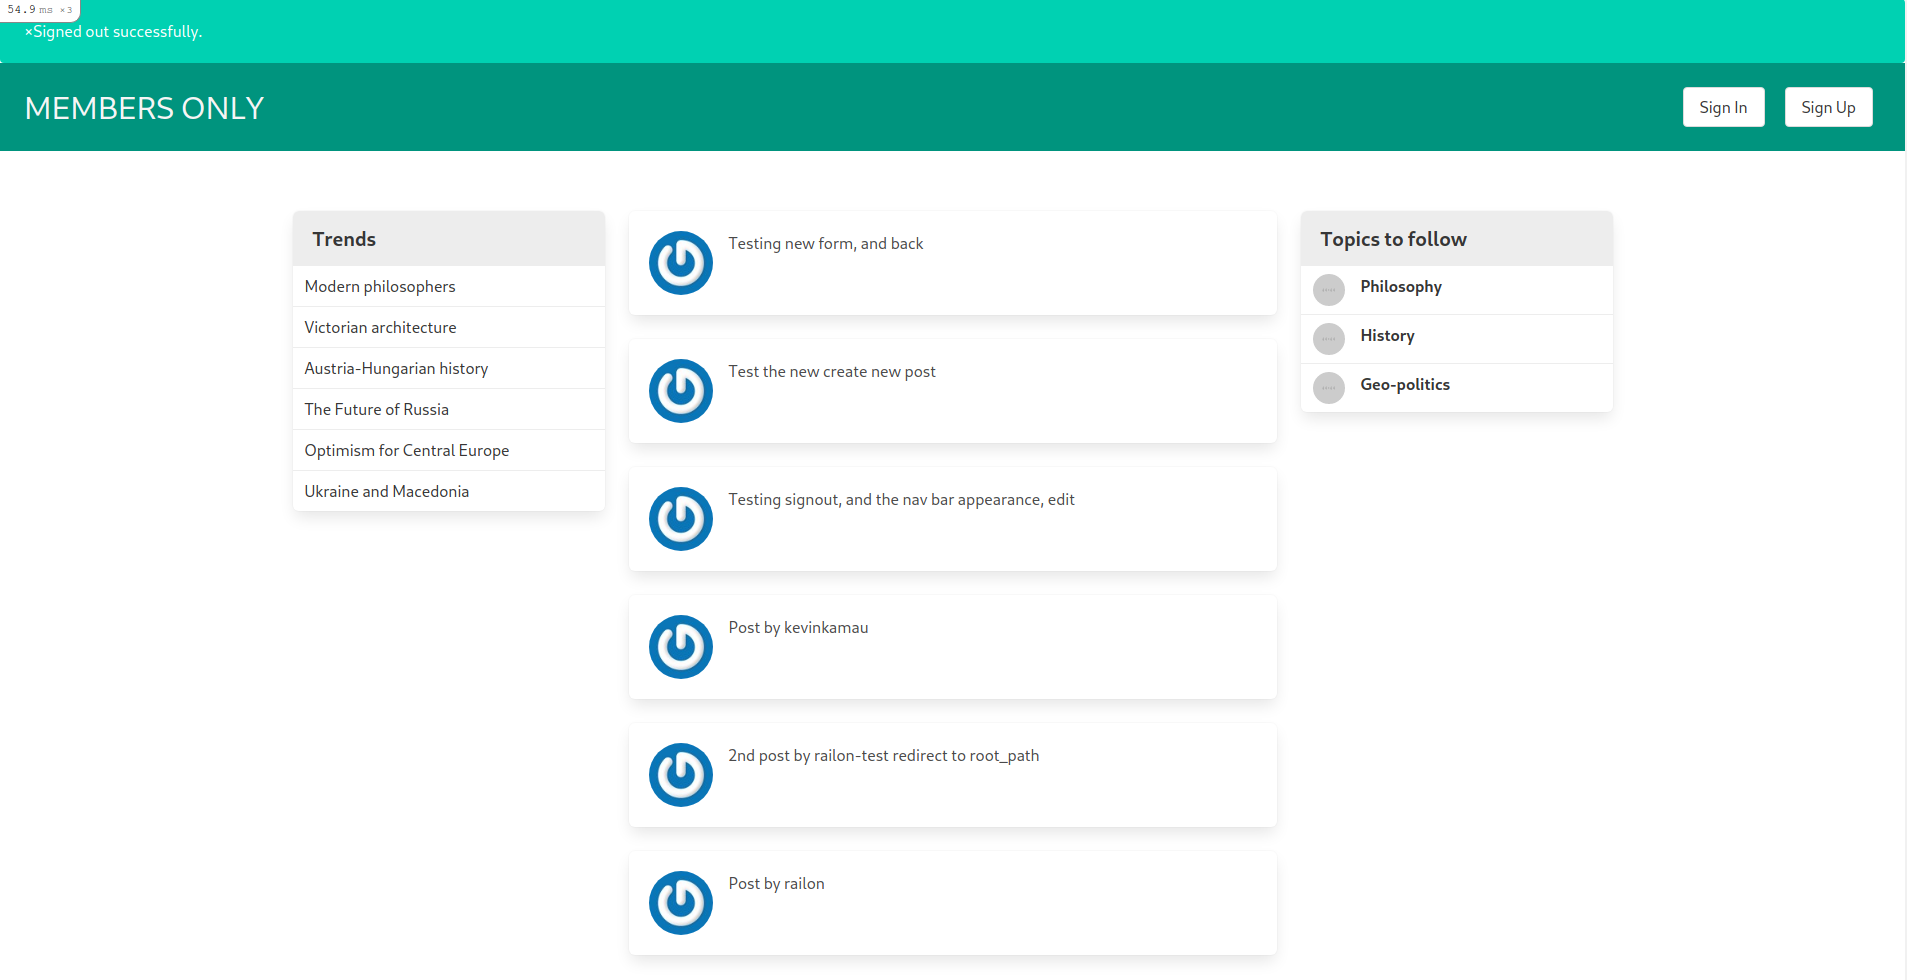 54.9 ms ×3
×Signed out successfully.
MEMBERS ONLY
Sign In
Sign Up
Trends
Modern philosophers
Victorian architecture
Austria-Hungarian history
The Future of Russia
Optimism for Central Europe
Ukraine and Macedonia
Testing new form, and back
Test the new create new post
Testing signout, and the nav bar appearance, edit
Post by kevinkamau
2nd post by railon-test redirect to root_path
Post by railon
Topics to follow
Philosophy
History
Geo-politics